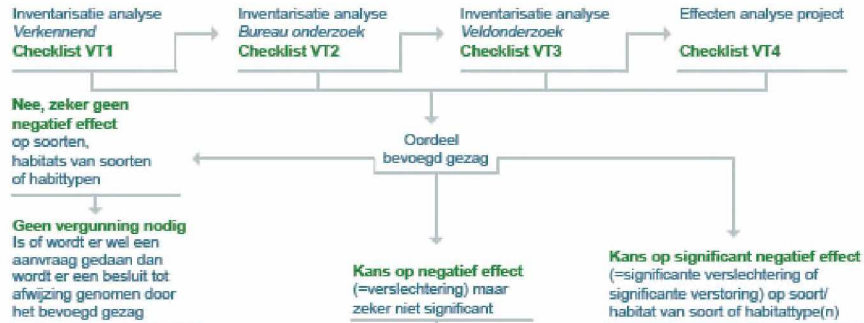 Inventarisatie analyse
Verkennend
Checklist VT1
Inventarisatie analyse
Bureau onderzoek
Checklist VT2
Inventarisatie analyse
Veldonderzoek
Checklist VT3
Effecten analyse project
Checklist VT4
Nee, zeker geen
negatief effect
op soorten,
habitats van soorten
of habittypen
Oordeel
bevoegd gezag
Geen vergunning nodig
Is of wordt er wel een
aanvraag gedaan dan
wordt er een besluit tot
afwijzing genomen door
het bevoegd gezag
Kans op negatief effect
(=verslechtering) maar
zeker niet significant
Kans op significant negatief effect
(=significante verslechtering of
significante verstoring) op soort/
habitat van soort of habitattype(n)